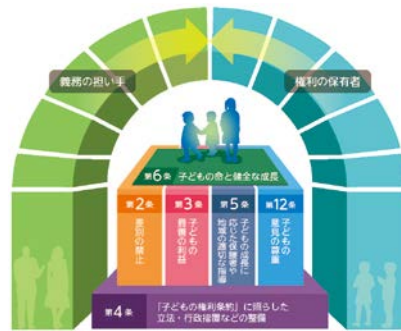 義務の担い手
権利の保有者
第6条 子どもの命と健全な成長
第2条
差別の禁止
第3条
子どもの
最善の利益
第5条
子どもの成長に
応じた保護者や
地域の適切な指導
第12条
子どもの
意見の尊重
第4条
「子どもの権利条約」に照らした
立法・行政措置などの整備